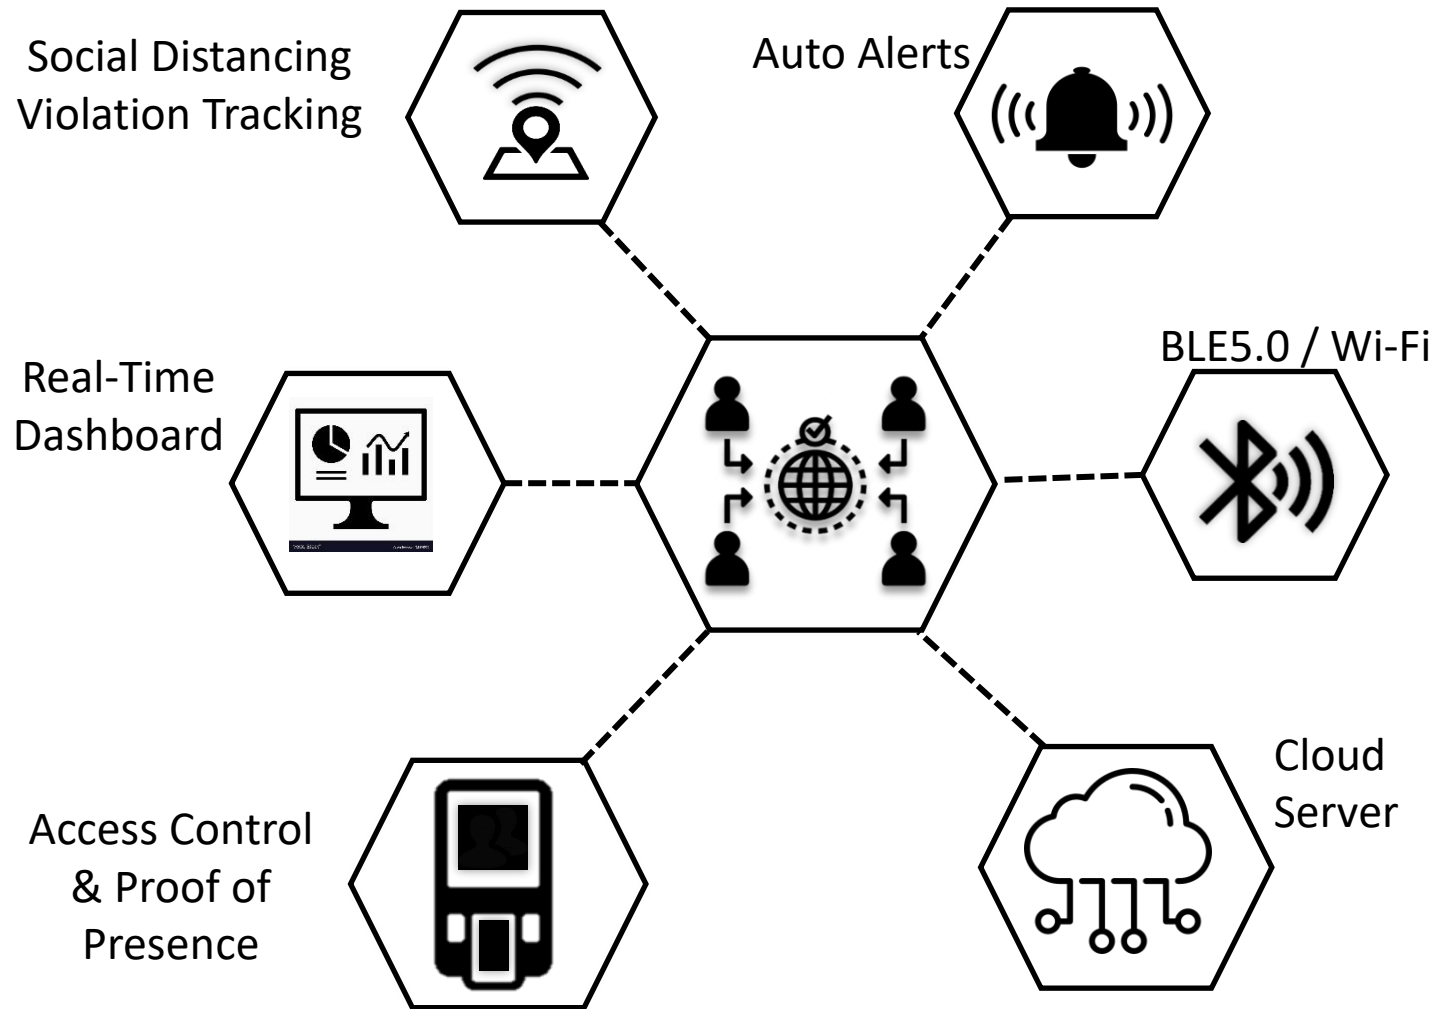 Social Distancing
Violation Tracking
Auto Alerts
Real-Time
Dashboard
BLE5.0 / Wi-Fi
Access Control
& Proof of
Presence
Cloud
Server